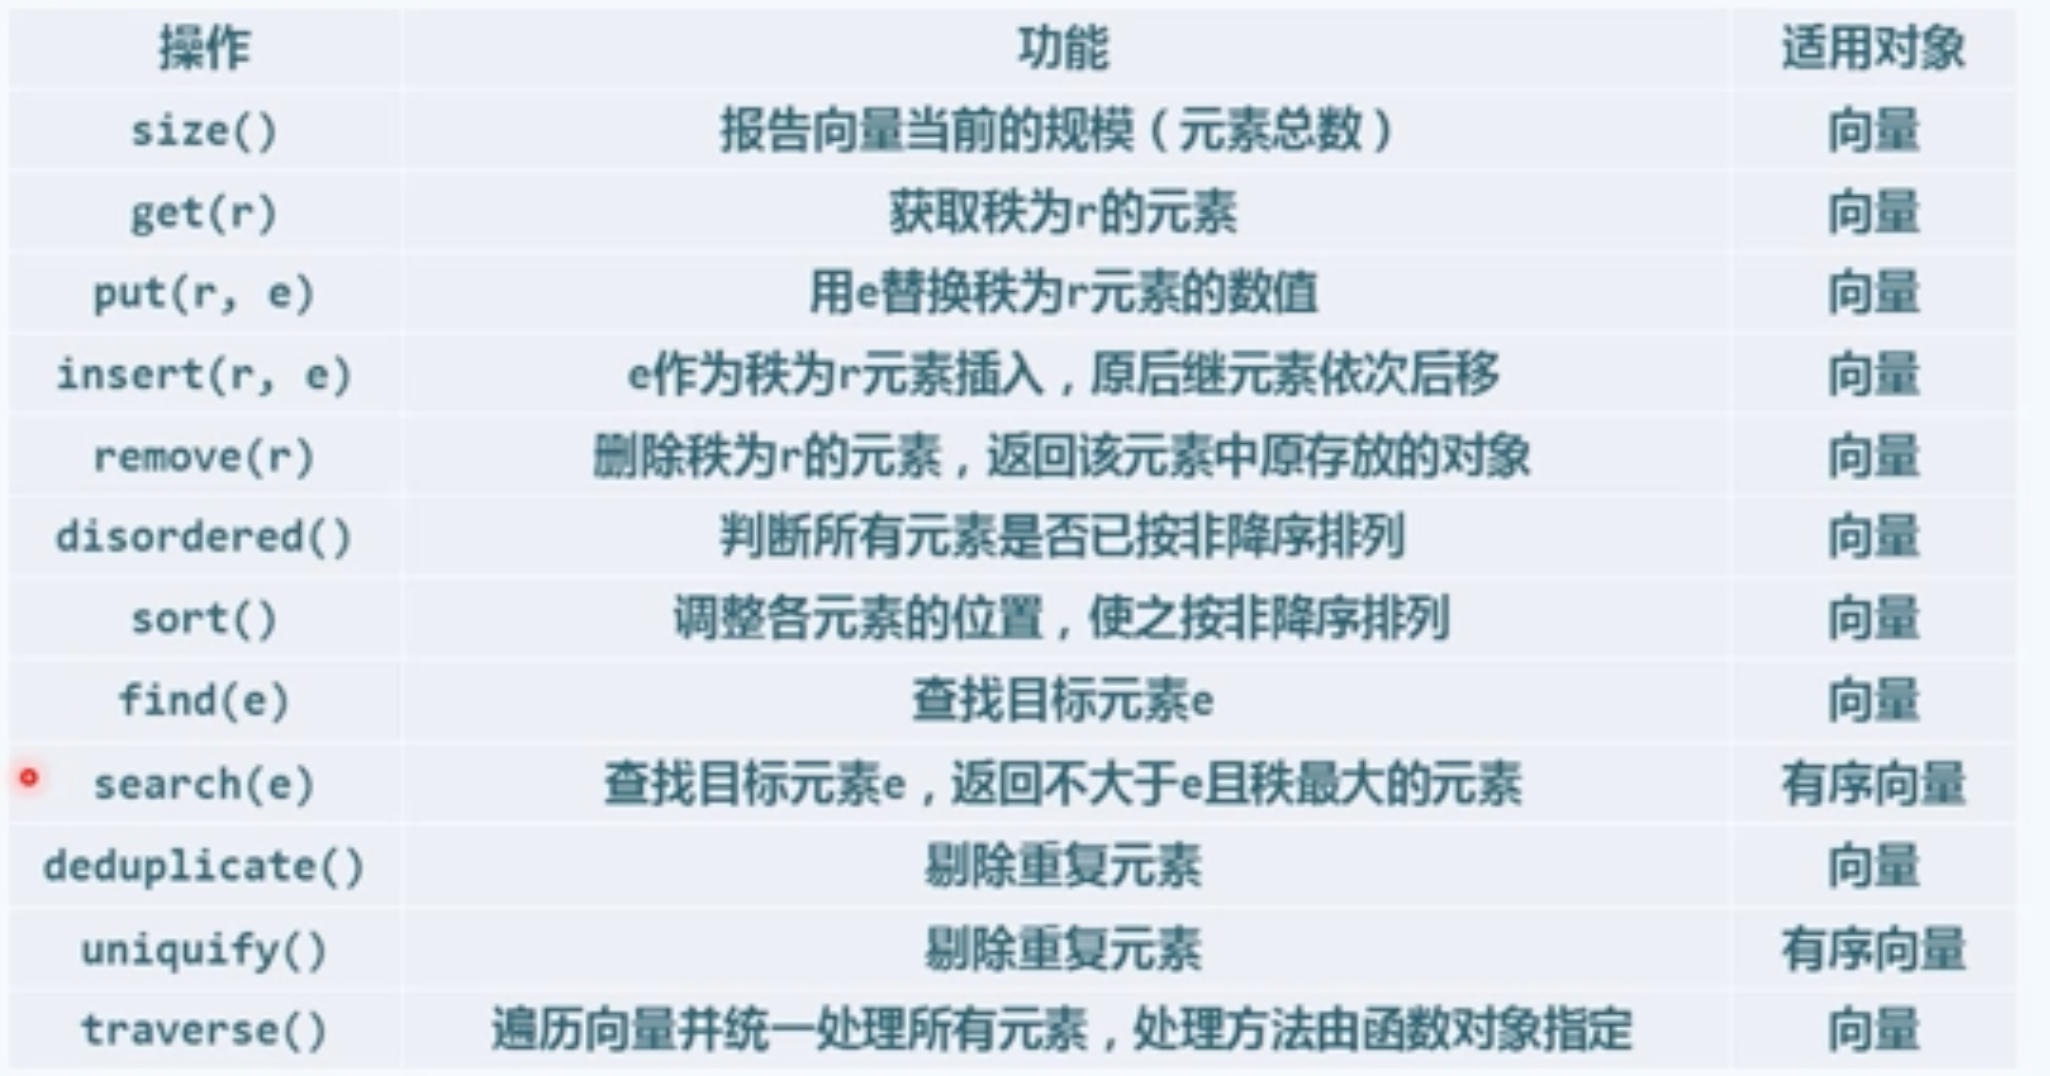 操作 功能 适用对象
size() 报告向量当前的规模（元素总数） 向量
get(r) 获取秩为r的元素 向量
put(r, e) 用e替换秩为r元素的数值 向量
insert(r, e) e作为秩为r元素插入，原后继元素依次后移 向量
remove(r) 删除秩为r的元素，返回该元素中原存放的对象 向量
disordered() 判断所有元素是否已按非降序排列 向量
sort() 调整各元素的位置，使之按非降序排列 向量
find(e) 查找目标元素e 向量
search(e) 查找目标元素e，返回不大于e且秩最大的元素 有序向量
deduplicate() 剔除重复元素 向量
uniquify() 剔除重复元素 有序向量
traverse() 遍历向量并统一处理所有元素，处理方法由函数对象指定 向量